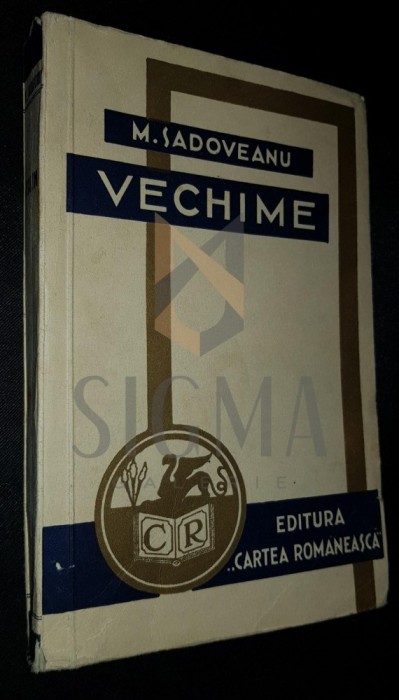 M. SADOVEANU
VECHIME
SIGMA
CR
EDITURA
„CARTEA ROMÂNEASCĂ"